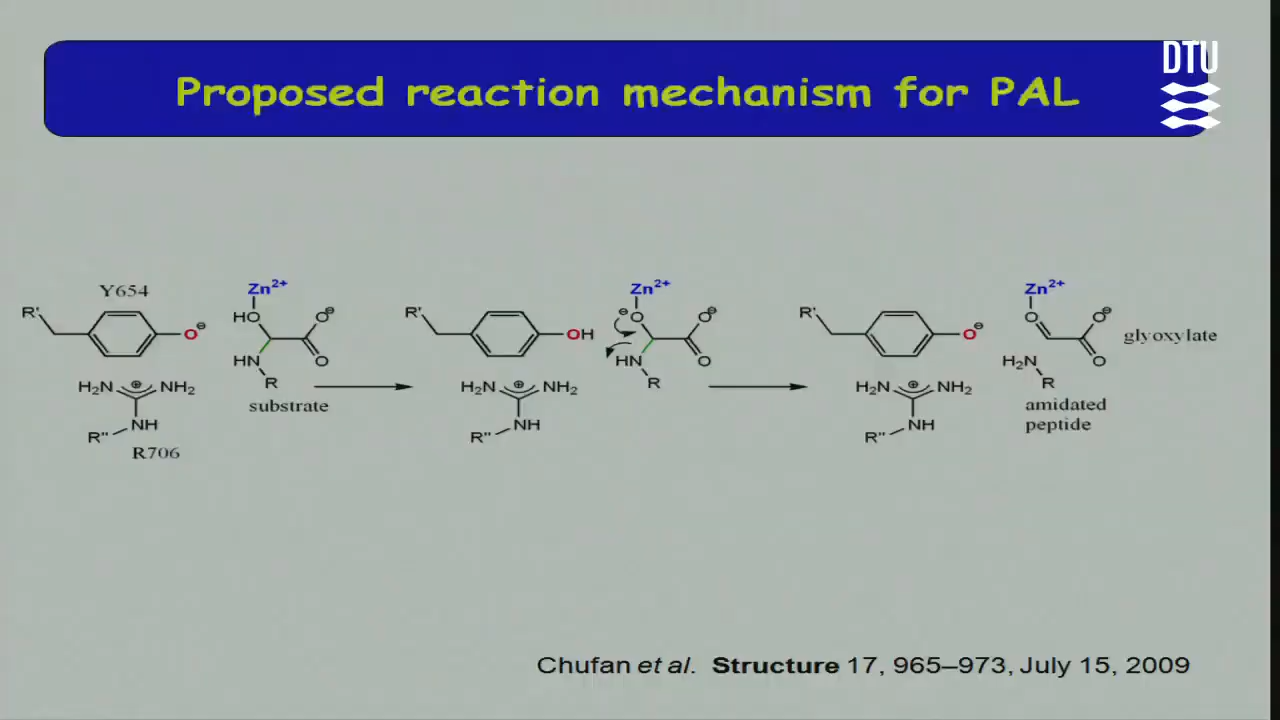 Proposed reaction mechanism for PAL
DTU
Y654
R'
O⊖
H₂N ⊕ NH₂
NH
R''
R706
Zn²⁺
HO
O⊖
O
HN
R
substrate
R'
OH
H₂N ⊕ NH₂
NH
R''
Zn²⁺
⊖O
O⊖
O
HN
R
R'
O⊖
H₂N ⊕ NH₂
NH
R''
Zn²⁺
O
O⊖
O
glyoxylate
H₂N
R
amidated
peptide
Chufan et al. Structure 17, 965–973, July 15, 2009